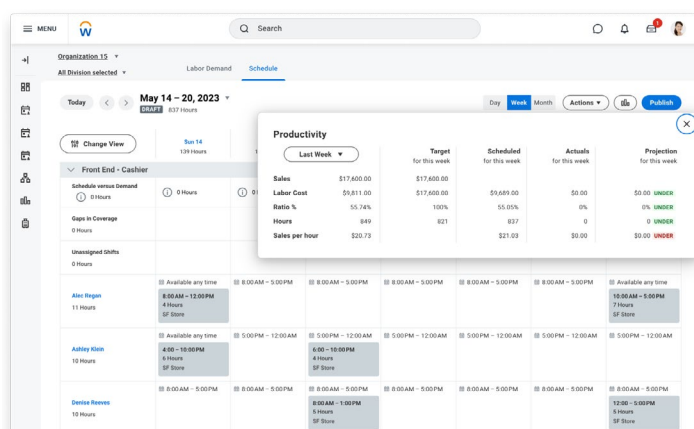 MENU
Search
Organization 15
All Division selected
Labor Demand
Schedule
Today
May 14 – 20, 2023
DRAFT 837 Hours
Day Week Month
Actions
Publish
Change View
Sun 14
139 Hours
Productivity
Last Week
Target for this week
Scheduled for this week
Actuals for this week
Projection for this week
Sales $17,600.00 $17,600.00
Labor Cost $9,811.00 $17,600.00 $9,689.00 $0.00 $0.00 UNDER
Ratio % 55.74% 100% 55.05% 0% 0% UNDER
Hours 849 821 837 0 0 UNDER
Sales per hour $20.73 $21.03 $0.00 $0.00 UNDER
Front End - Cashier
Schedule versus Demand
0 Hours
0 Hours
Gaps in Coverage
0 Hours
Unassigned Shifts
0 Hours
Available any time 8:00 AM – 5:00 PM 8:00 AM – 5:00 PM 8:00 AM – 5:00 PM 8:00 AM – 5:00 PM 8:00 AM – 5:00 PM Available any time
Alec Regan
11 Hours
8:00 AM – 12:00 PM
4 Hours
SF Store
10:00 AM – 5:00 PM
7 Hours
SF Store
Available any time 5:00 PM – 12:00 AM 5:00 PM – 12:00 AM 5:00 PM – 12:00 AM 5:00 PM – 12:00 AM 5:00 PM – 12:00 AM 5:00 PM – 12:00 AM
Ashley Klein
10 Hours
4:00 – 10:00 PM
6 Hours
SF Store
6:00 – 10:00 PM
4 Hours
SF Store
8:00 AM – 5:00 PM 8:00 AM – 5:00 PM 8:00 AM – 5:00 PM 8:00 AM – 5:00 PM 8:00 AM – 5:00 PM 8:00 AM – 5:00 PM 8:00 AM – 5:00 PM
Denise Reeves
10 Hours
8:00 AM – 1:00 PM
5 Hours
SF Store
12:00 – 5:00 PM
5 Hours
SF Store